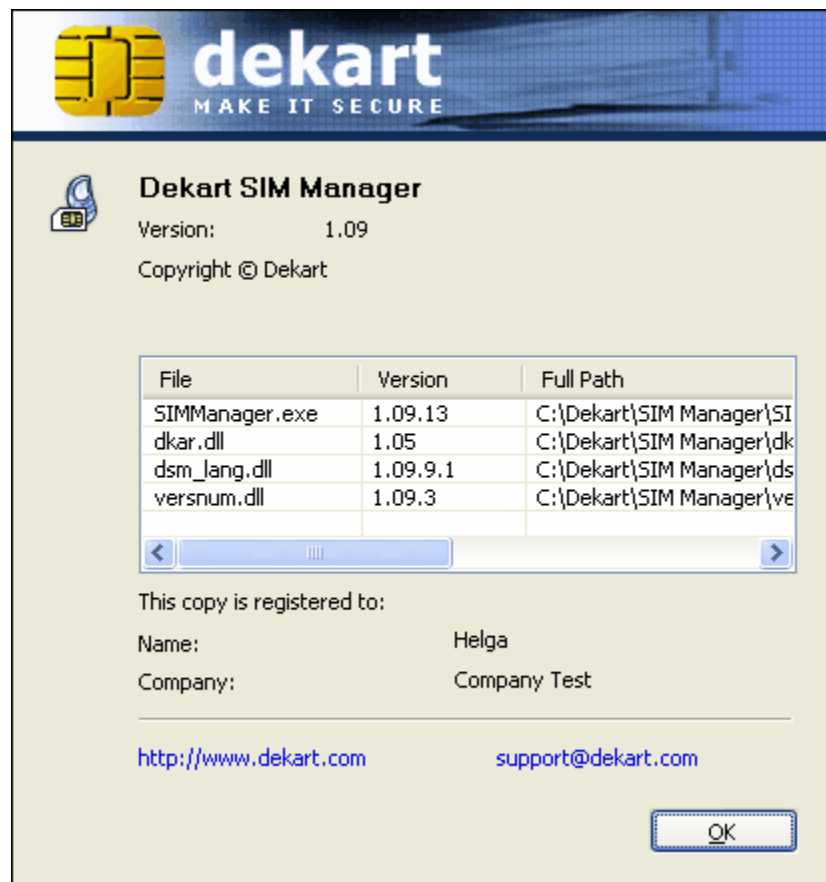 dekart
MAKE IT SECURE
Dekart SIM Manager
Version: 1.09
Copyright © Dekart
File Version Full Path
SIMManager.exe 1.09.13 C:\Dekart\SIM Manager\SI
dkar.dll 1.05 C:\Dekart\SIM Manager\dk
dsm_lang.dll 1.09.9.1 C:\Dekart\SIM Manager\ds
versnum.dll 1.09.3 C:\Dekart\SIM Manager\ve
This copy is registered to:
Name: Helga
Company: Company Test
http://www.dekart.com support@dekart.com
OK